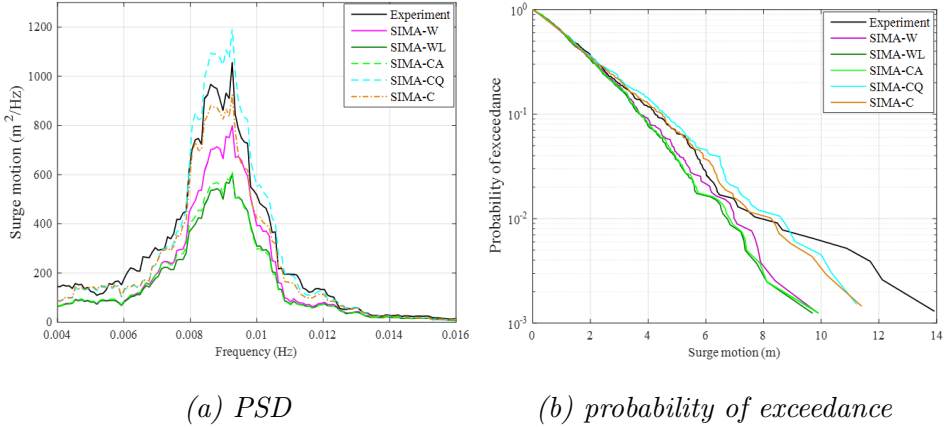 Experiment
SIMA-W
SIMA-WL
SIMA-CA
SIMA-CQ
SIMA-C
Surge motion (m ²/Hz)
1200
1000
800
600
400
200
0
0.004
0.006
0.008
0.01
0.012
0.014
0.016
Frequency (Hz)
(a) PSD
Experiment
SIMA-W
SIMA-WL
SIMA-CA
SIMA-CQ
SIMA-C
Probability of exceedance
10⁰
10⁻¹
10⁻²
10⁻³
0
2
4
6
8
10
12
14
Surge motion (m)
(b) probability of exceedance